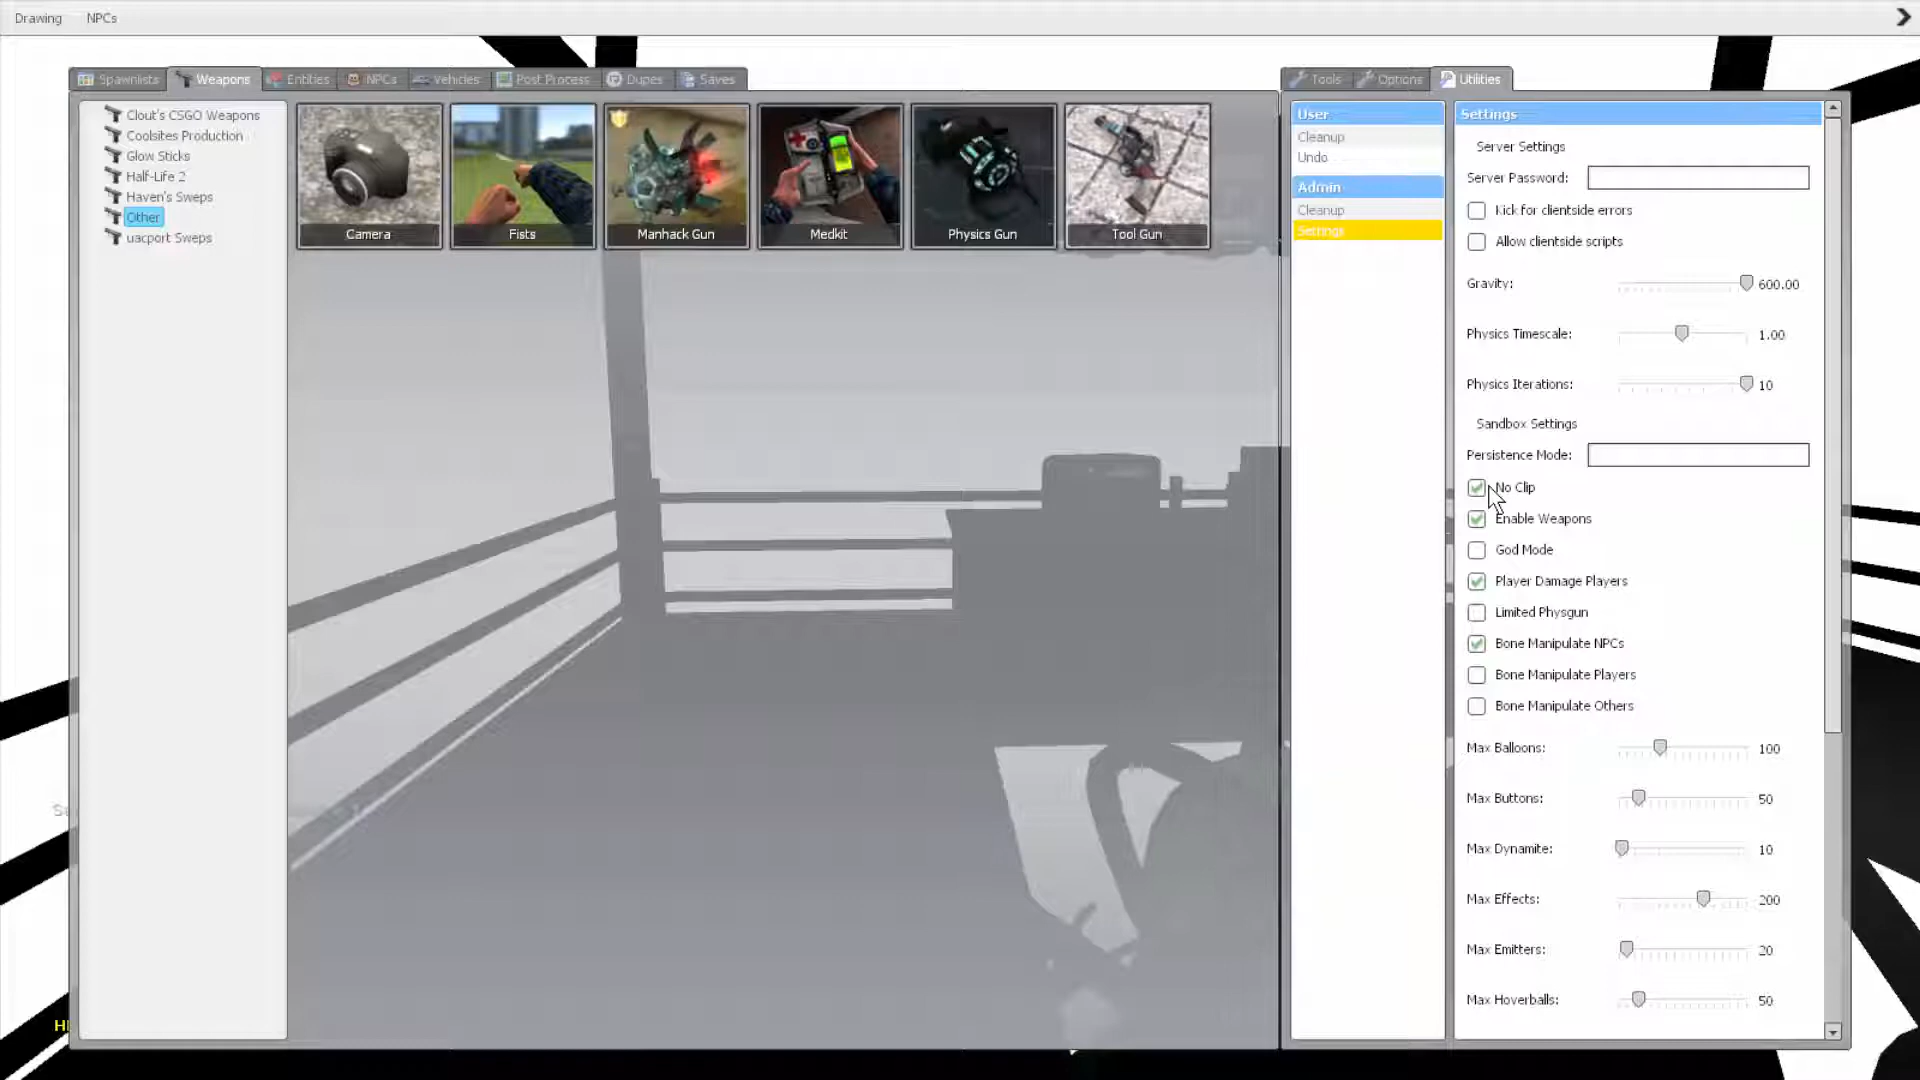 Drawing NPCs
Spawnlists Weapons Entities NPCs Vehicles Post Process Dupes Saves
Clout's CSGO Weapons
Coolsites Production
Glow Sticks
Half-Life 2
Haven's Sweps
Other
uacport Sweps
Camera Fists Manhack Gun Medkit Physics Gun Tool Gun
Tools Options Utilities
User
Cleanup
Undo
Admin
Cleanup
Settings
Settings
Server Settings
Server Password:
Kick for clientside errors
Allow clientside scripts
Gravity: 600.00
Physics Timescale: 1.00
Physics Iterations: 10
Sandbox Settings
Persistence Mode:
No Clip
Enable Weapons
God Mode
Player Damage Players
Limited Physgun
Bone Manipulate NPCs
Bone Manipulate Players
Bone Manipulate Others
Max Balloons: 100
Max Buttons: 50
Max Dynamite: 10
Max Effects: 200
Max Emitters: 20
Max Hoverballs: 50